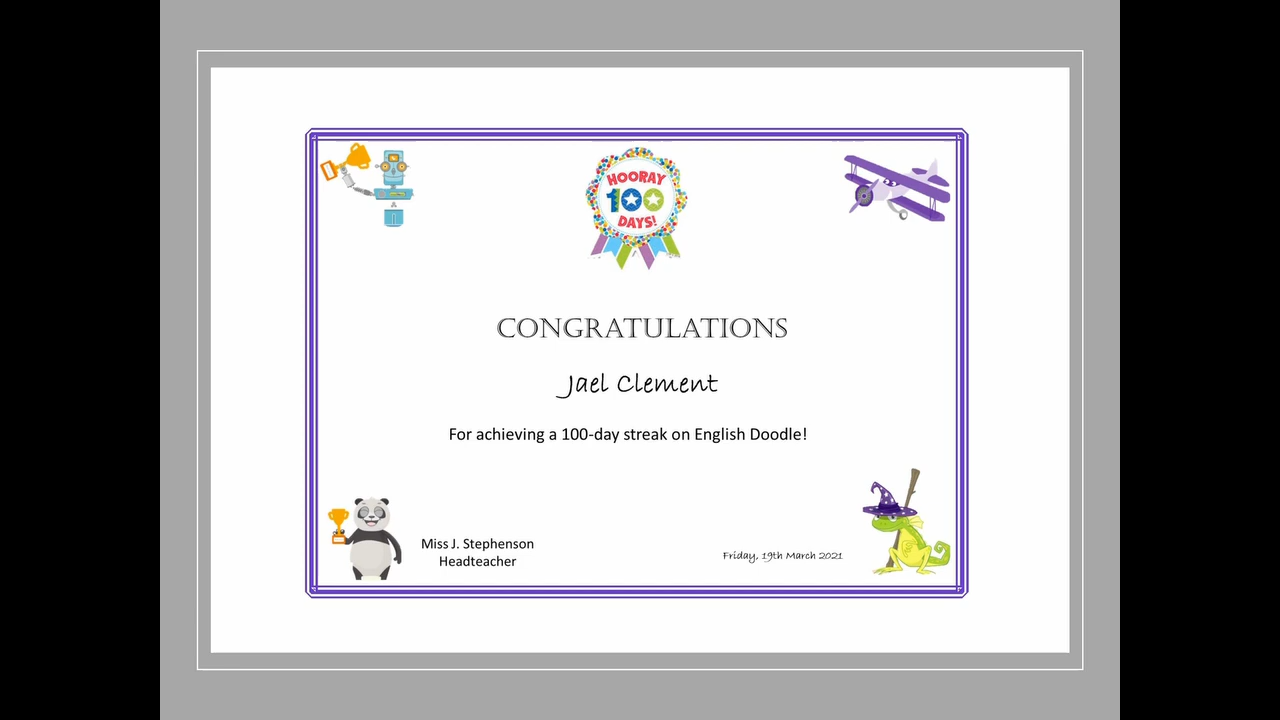 HOORAY
100
DAYS!
CONGRATULATIONS
Jael Clement
For achieving a 100-day streak on English Doodle!
Miss J. Stephenson
Headteacher
Friday, 19th March 2021